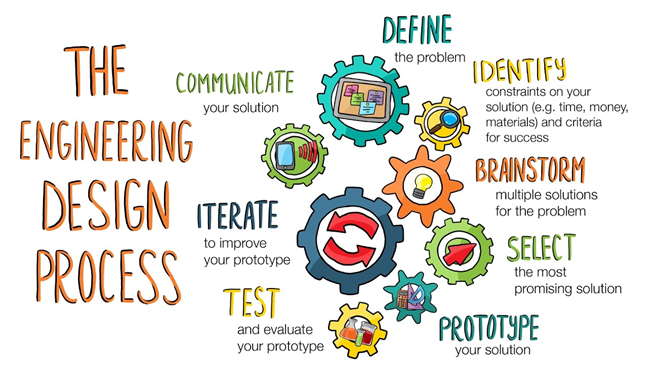 THE
ENGINEERING
DESIGN
PROCESS
DEFINE
the problem
IDENTIFY
constraints on your
solution (e.g. time, money,
materials) and criteria
for success
BRAINSTORM
multiple solutions
for the problem
SELECT
the most
promising solution
PROTOTYPE
your solution
TEST
and evaluate
your prototype
ITERATE
to improve
your prototype
COMMUNICATE
your solution